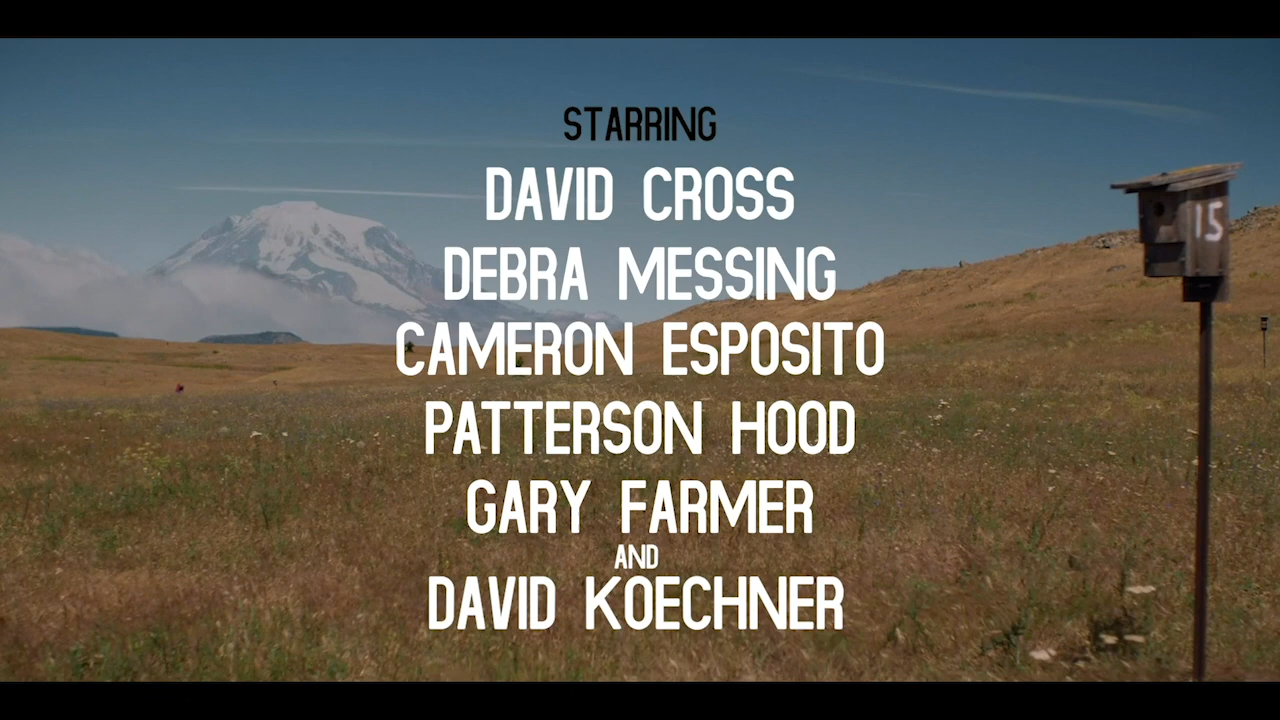 STARRING
DAVID CROSS
DEBRA MESSING
CAMERON ESPOSITO
PATTERSON HOOD
GARY FARMER
AND
DAVID KOECHNER
15